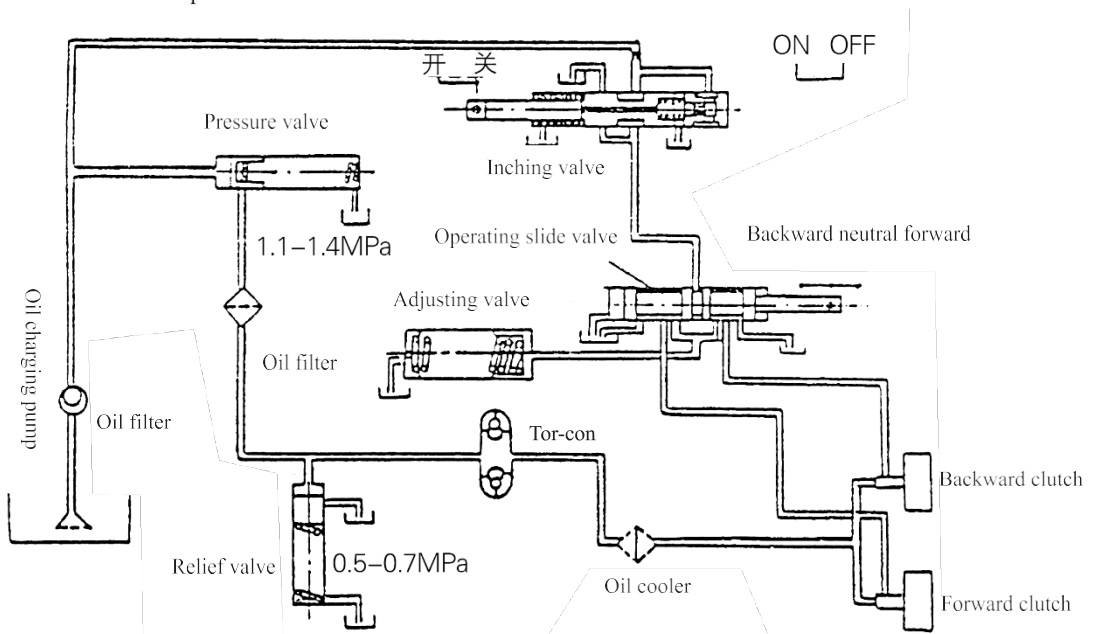 开 关
ON OFF
Pressure valve
Inching valve
1.1–1.4MPa
Operating slide valve
Backward neutral forward
Adjusting valve
Oil charging pump
Oil filter
Oil filter
Tor-con
Backward clutch
Relief valve
0.5–0.7MPa
Oil cooler
Forward clutch